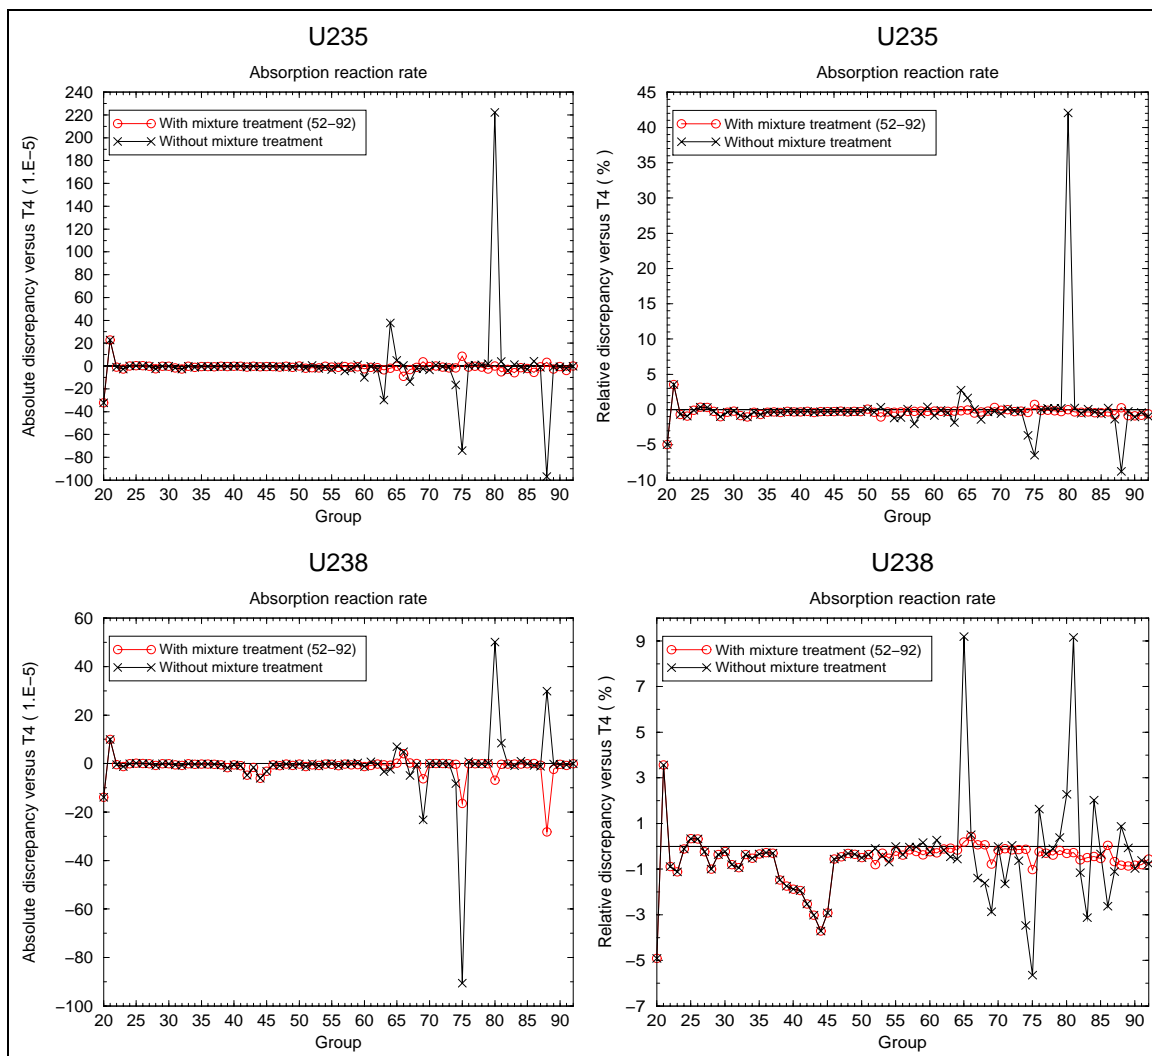 U235
Absorption reaction rate
Absolute discrepancy versus T4 ( 1.E−5)
240
220
200
180
160
140
120
100
80
60
40
20
0
−20
−40
−60
−80
−100
With mixture treatment (52−92)
Without mixture treatment
20 25 30 35 40 45 50 55 60 65 70 75 80 85 90
Group
U235
Absorption reaction rate
Relative discrepancy versus T4 ( % )
45
40
35
30
25
20
15
10
5
0
−5
−10
With mixture treatment (52−92)
Without mixture treatment
20 25 30 35 40 45 50 55 60 65 70 75 80 85 90
Group
U238
Absorption reaction rate
Absolute discrepancy versus T4 ( 1.E−5)
60
40
20
0
−20
−40
−60
−80
−100
With mixture treatment (52−92)
Without mixture treatment
20 25 30 35 40 45 50 55 60 65 70 75 80 85 90
Group
U238
Absorption reaction rate
Relative discrepancy versus T4 ( % )
9
7
5
3
1
−1
−3
−5
−7
With mixture treatment (52−92)
Without mixture treatment
20 25 30 35 40 45 50 55 60 65 70 75 80 85 90
Group